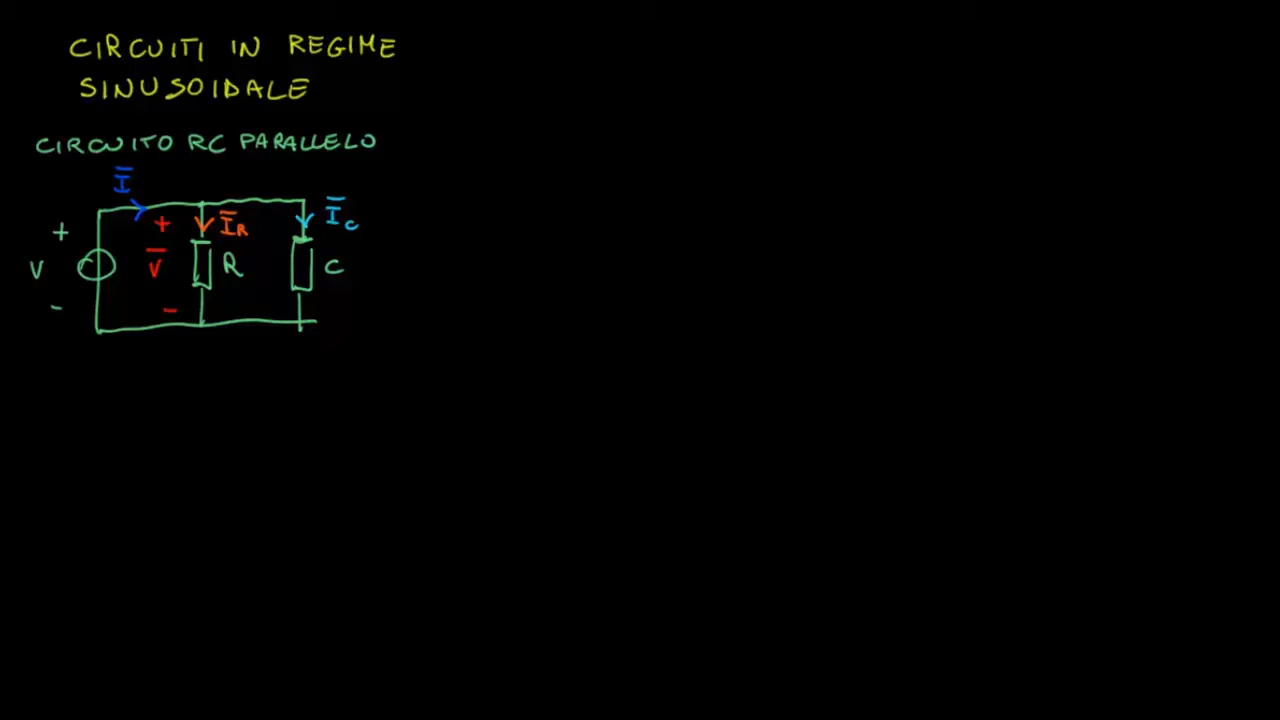 CIRCUITI IN REGIME
SINUSOIDALE
CIRCUITO RC PARALLELO
Ī
+ + Ī_R Ī_C
V V̅ R C
- -